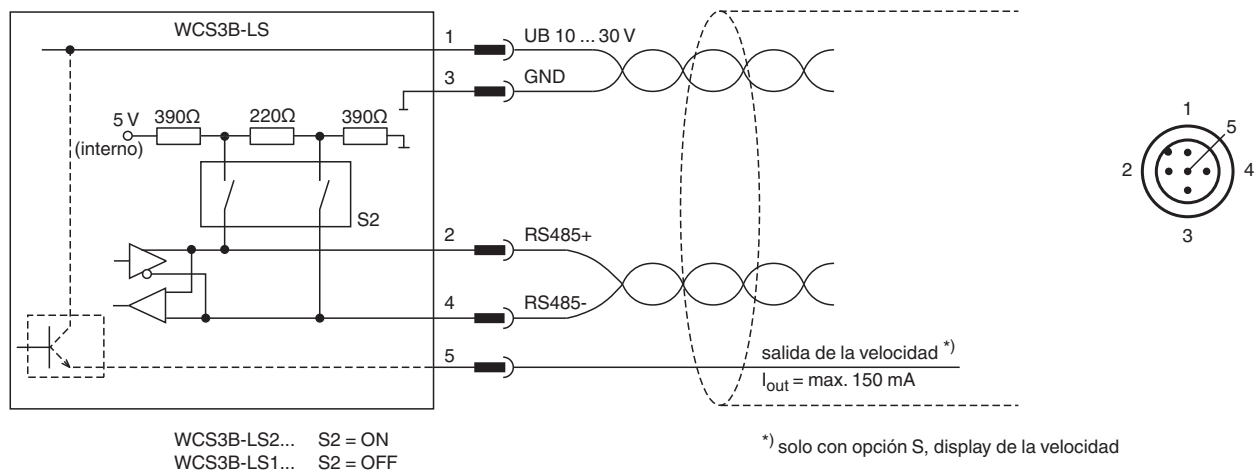 WCS3B-LS
1
UB 10 ... 30 V
3
GND
5 V
(interno)
390Ω
220Ω
390Ω
S2
2
RS485+
4
RS485-
5
salida de la velocidad *)
Iout = max. 150 mA
1
5
2
4
3
WCS3B-LS2... S2 = ON
WCS3B-LS1... S2 = OFF
*) solo con opción S, display de la velocidad